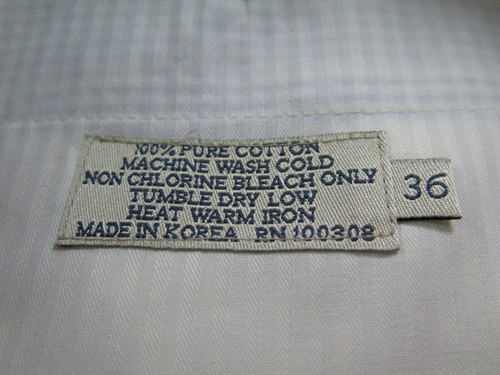 100% PURE COTTON
MACHINE WASH COLD
NON CHLORINE BLEACH ONLY
TUMBLE DRY LOW
HEAT WARM IRON
MADE IN KOREA RN 100308
36